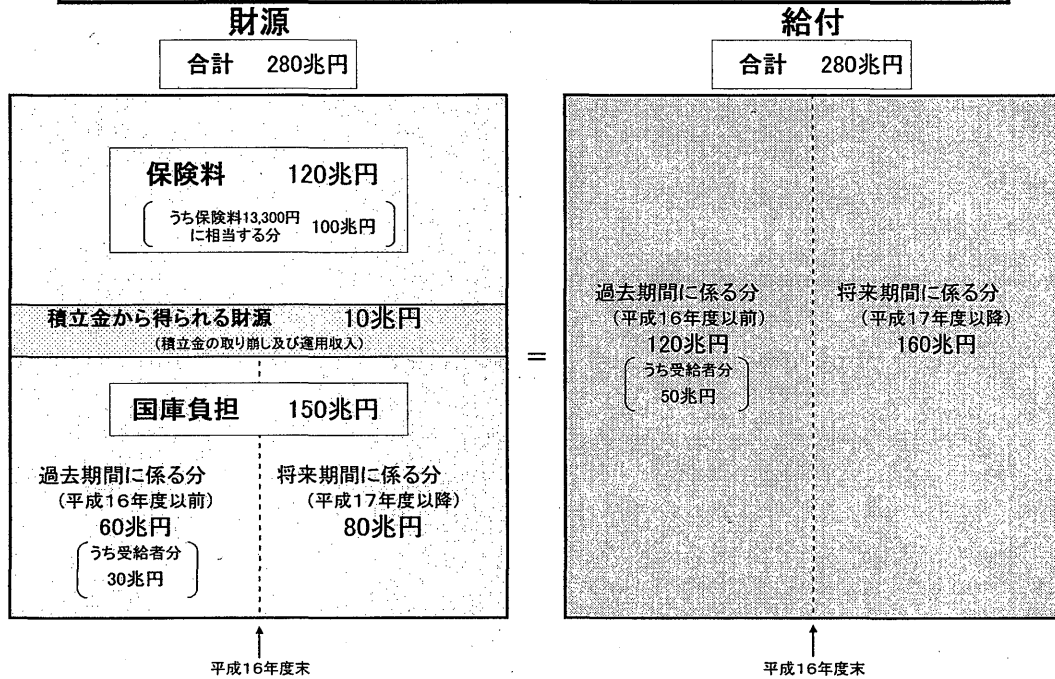 財源
合計 280兆円
保険料 120兆円
うち保険料13,300円
に相当する分 100兆円
積立金から得られる財源 10兆円
(積立金の取り崩し及び運用収入)
国庫負担 150兆円
過去期間に係る分
(平成16年度以前)
60兆円
うち受給者分
30兆円
将来期間に係る分
(平成17年度以降)
80兆円
平成16年度末
=
給付
合計 280兆円
過去期間に係る分
(平成16年度以前)
120兆円
うち受給者分
50兆円
将来期間に係る分
(平成17年度以降)
160兆円
平成16年度末